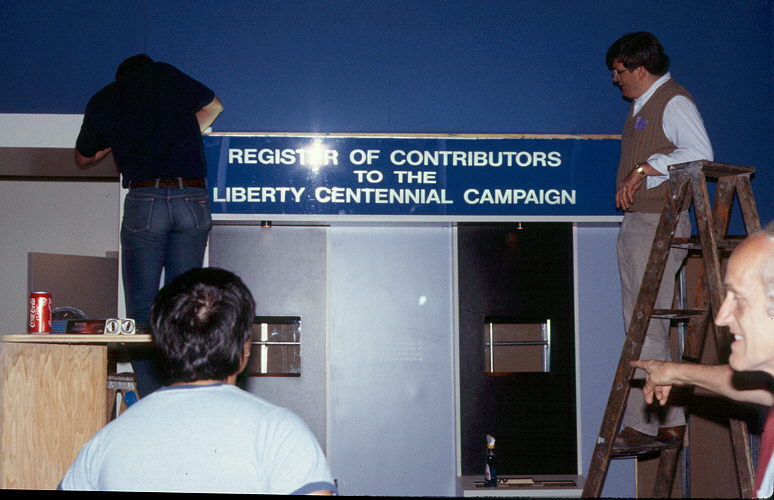 REGISTER OF CONTRIBUTORS
TO THE
LIBERTY CENTENNIAL CAMPAIGN